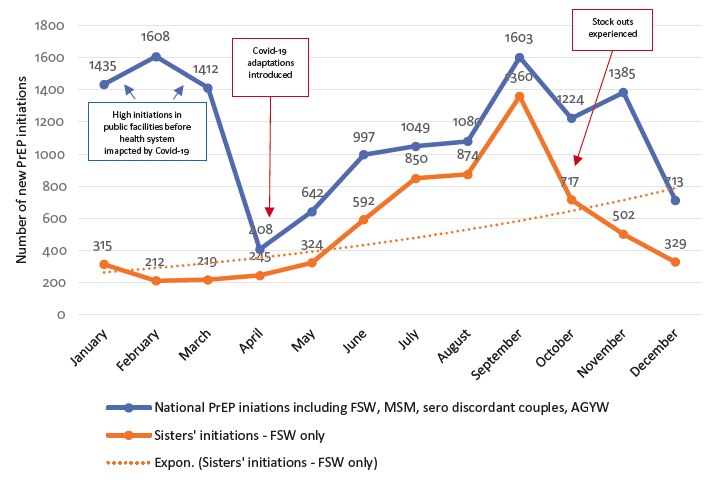 Number of new PrEP initiations
1800
1600
1400
1200
1000
800
600
400
200
0
1435
1608
1412
408
642
997
1049
1080
1603
1224
1385
713
315
212
219
245
324
592
850
874
1360
717
502
329
High initiations in
public facilities before
health system
imapcted by Covid-19
Covid-19
adaptations
introduced
Stock outs
experienced
January
February
March
April
May
June
July
August
September
October
November
December
National PrEP iniations including FSW, MSM, sero discordant couples, AGYW
Sisters' initiations - FSW only
Expon. (Sisters' initiations - FSW only)